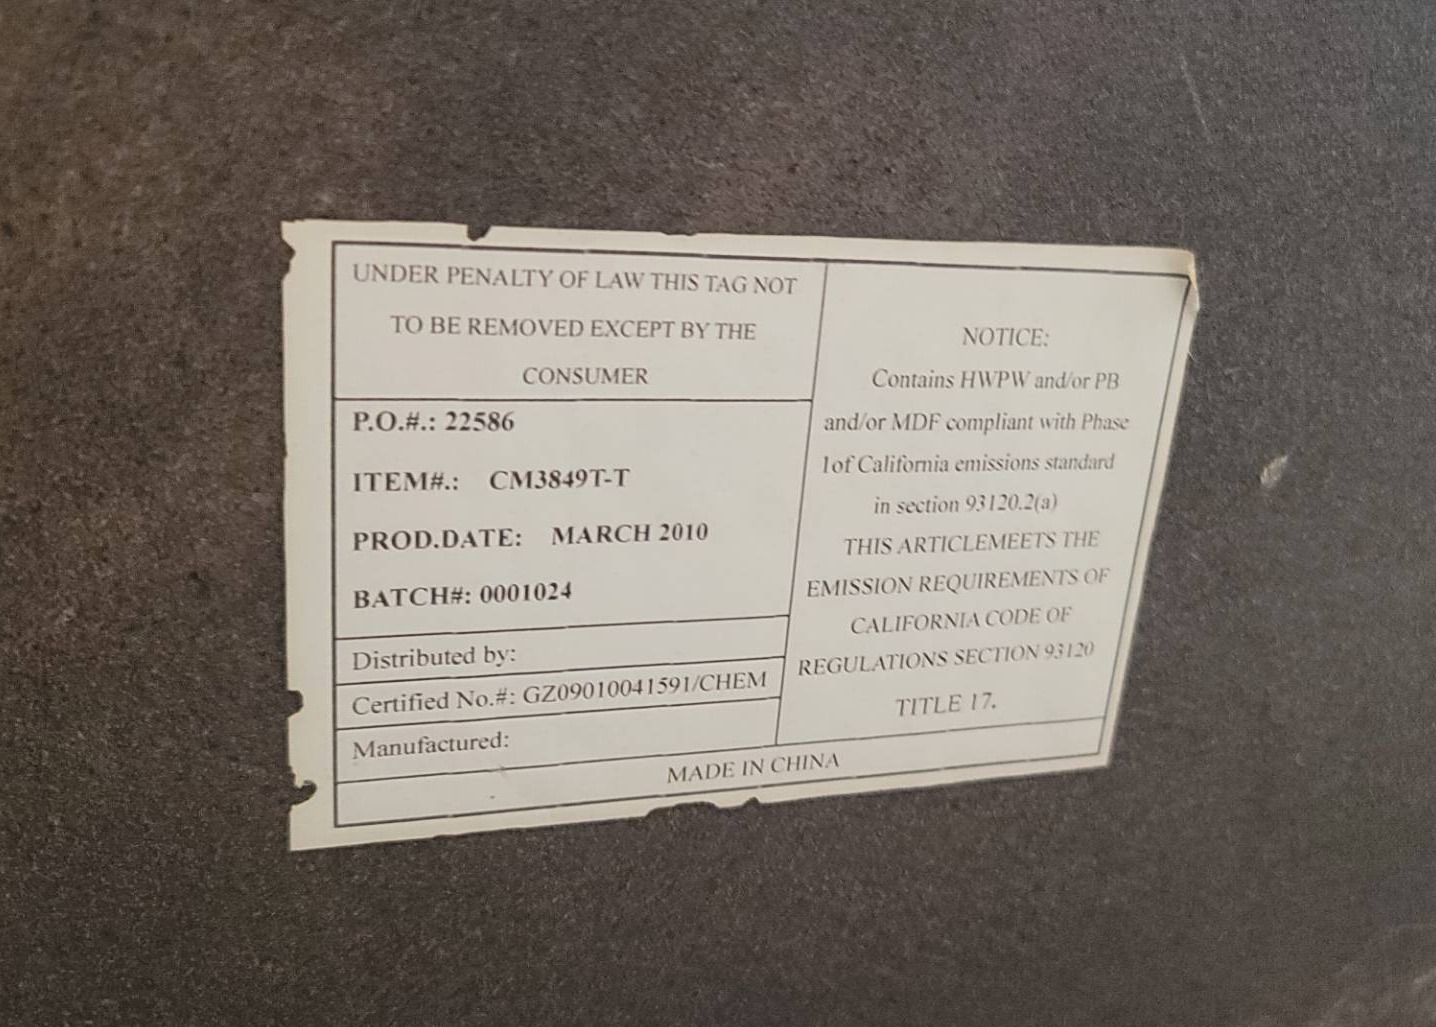 UNDER PENALTY OF LAW THIS TAG NOT
TO BE REMOVED EXCEPT BY THE
CONSUMER
P.O.#.: 22586
ITEM#.: CM3849T-T
PROD.DATE: MARCH 2010
BATCH#: 0001024
Distributed by:
Certified No.#: GZ09010041591/CHEM
Manufactured:
NOTICE:
Contains HWPW and/or PB
and/or MDF compliant with Phase
1of California emissions standard
in section 93120.2(a)
THIS ARTICLEMEETS THE
EMISSION REQUIREMENTS OF
CALIFORNIA CODE OF
REGULATIONS SECTION 93120
TITLE 17.
MADE IN CHINA